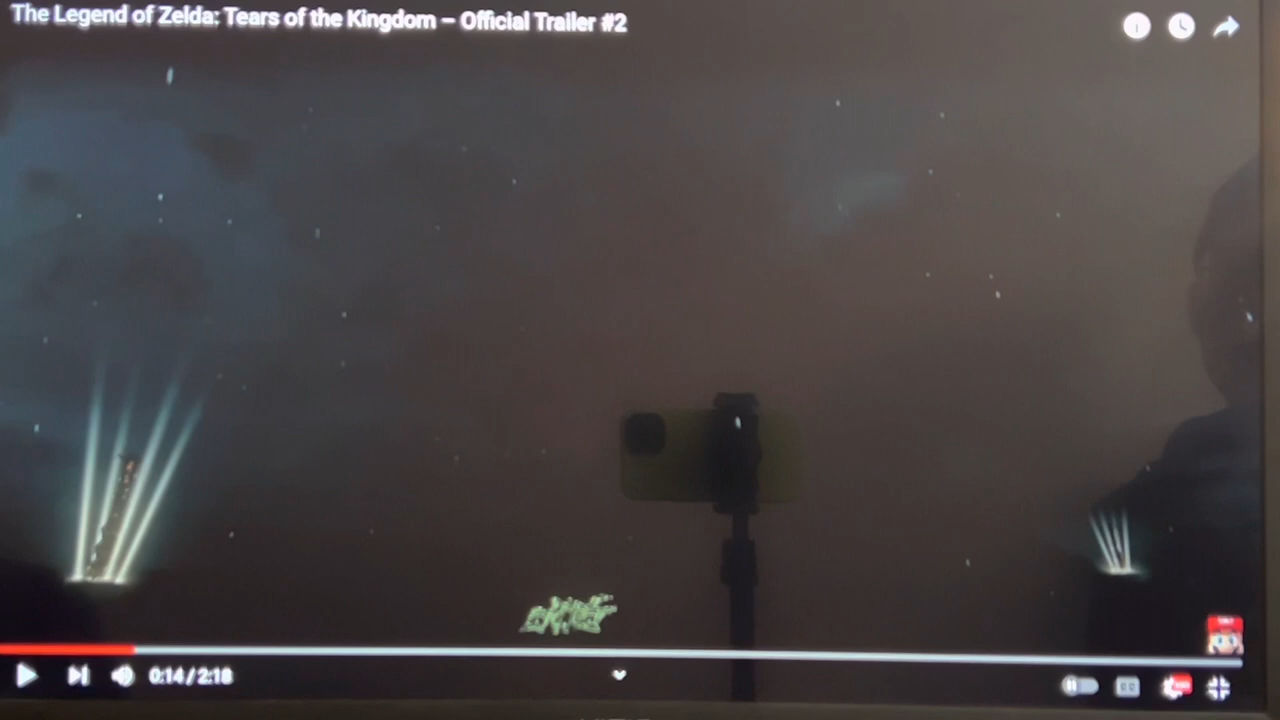 The Legend of Zelda: Tears of the Kingdom – Official Trailer #2
0:14 / 2:18